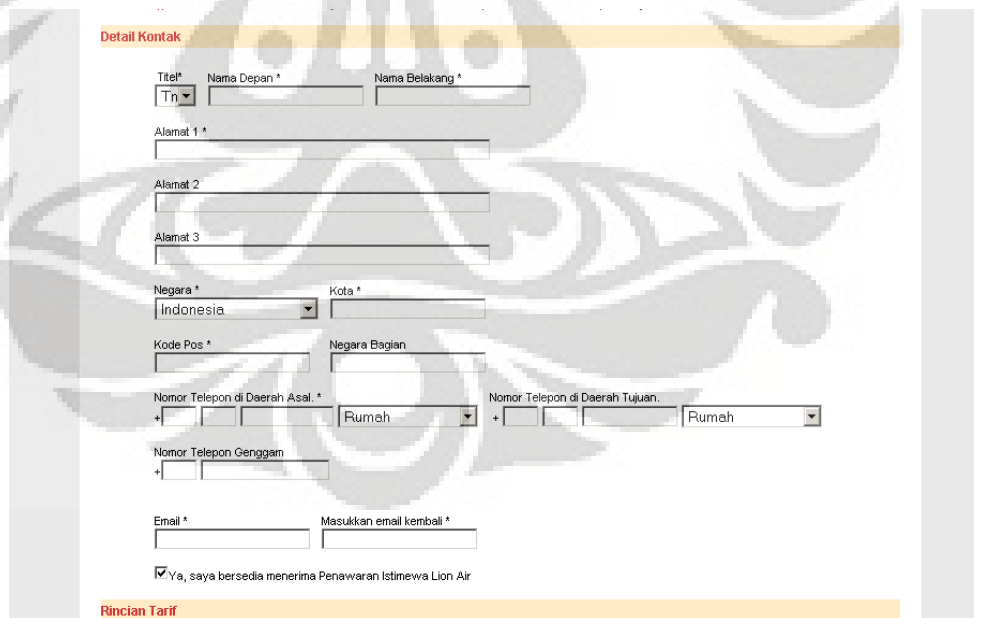 Detail Kontak
Titel* Nama Depan * Nama Belakang *
Tn
Alamat 1 *
Alamat 2
Alamat 3
Negara * Kota *
Indonesia
Kode Pos * Negara Bagian
Nomor Telepon di Daerah Asal. * Nomor Telepon di Daerah Tujuan.
+ Rumah + Rumah
Nomor Telepon Genggam
+
Email * Masukkan email kembali *
Ya, saya bersedia menerima Penawaran Istimewa Lion Air
Rincian Tarif